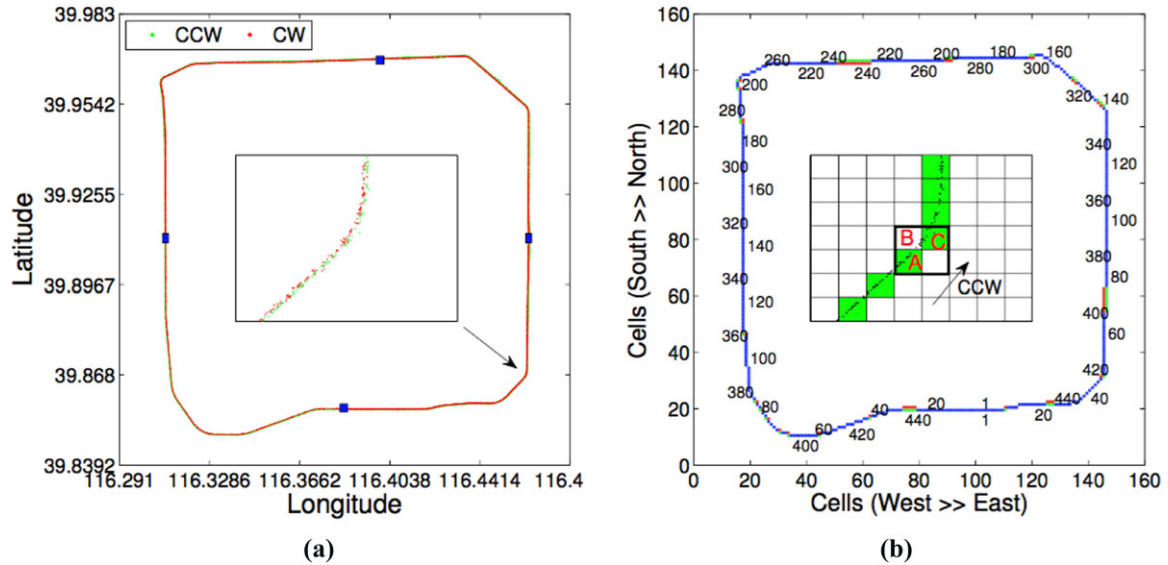 39.983
CCW CW
39.9542
39.9255
39.8967
39.868
39.8392
Latitude
116.291 116.3286 116.3662 116.4038 116.4414 116.4
Longitude
(a)
160
140
120
100
80
60
40
20
0
Cells (South >> North)
260 240 220 200 180 160
220 240 260 280 300
200 320 140
280
180 340
300 120
160 360
320 100
140 380
340 80
120 400
360 60
100 420
380 80 40
400 60 420 40 440 20 1 1 20 440
B C
A
CCW
0 20 40 60 80 100 120 140 160
Cells (West >> East)
(b)